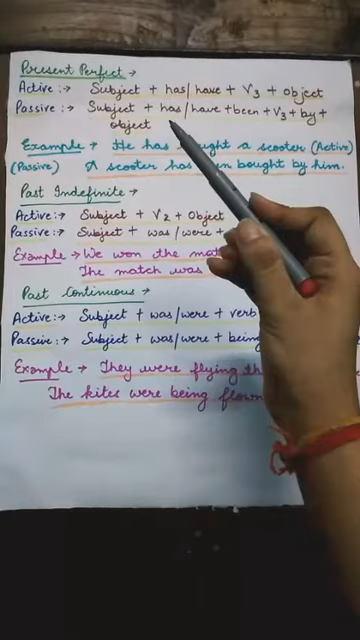 Present Perfect →
Active :→ Subject + has/have + V3 + Object
Passive :→ Subject + has/have + been + V3 + by +
object
Example :→ He has a scooter (Active)
(Passive) A scooter has bought by him.
Past Indefinite →
Active :→ Subject + V2 + Object
Passive :→ Subject + was/were +
Example → We won the
The match was
Past Continuous →
Active :→ Subject + was/were + verb
Passive :→ Subject + was/were + being
Example → They were flying
The kites were being